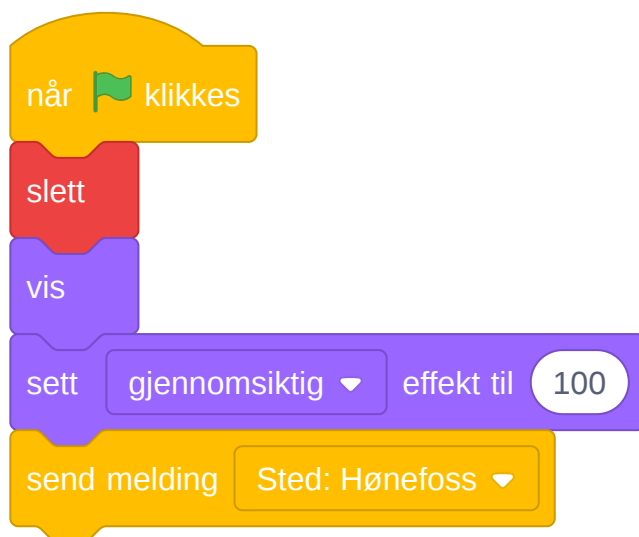 når klikkes
slett
vis
sett gjennomsiktig effekt til 100
send melding Sted: Hønefoss